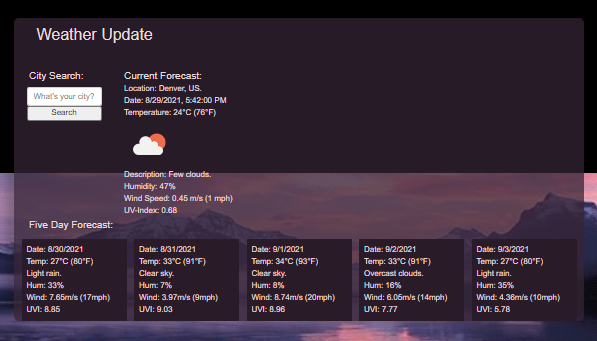 Weather Update
City Search:
What's your city?
Search
Current Forecast:
Location: Denver, US.
Date: 8/29/2021, 5:42:00 PM
Temperature: 24°C (76°F)
Description: Few clouds.
Humidity: 47%
Wind Speed: 0.45 m/s (1 mph)
UV-Index: 0.68
Five Day Forecast:
Date: 8/30/2021
Temp: 27°C (80°F)
Light rain.
Hum: 33%
Wind: 7.65m/s (17mph)
UVI: 8.85
Date: 8/31/2021
Temp: 33°C (91°F)
Clear sky.
Hum: 7%
Wind: 3.97m/s (9mph)
UVI: 9.03
Date: 9/1/2021
Temp: 34°C (93°F)
Clear sky.
Hum: 8%
Wind: 8.74m/s (20mph)
UVI: 8.96
Date: 9/2/2021
Temp: 33°C (91°F)
Overcast clouds.
Hum: 16%
Wind: 6.05m/s (14mph)
UVI: 7.77
Date: 9/3/2021
Temp: 27°C (80°F)
Light rain.
Hum: 35%
Wind: 4.36m/s (10mph)
UVI: 5.78